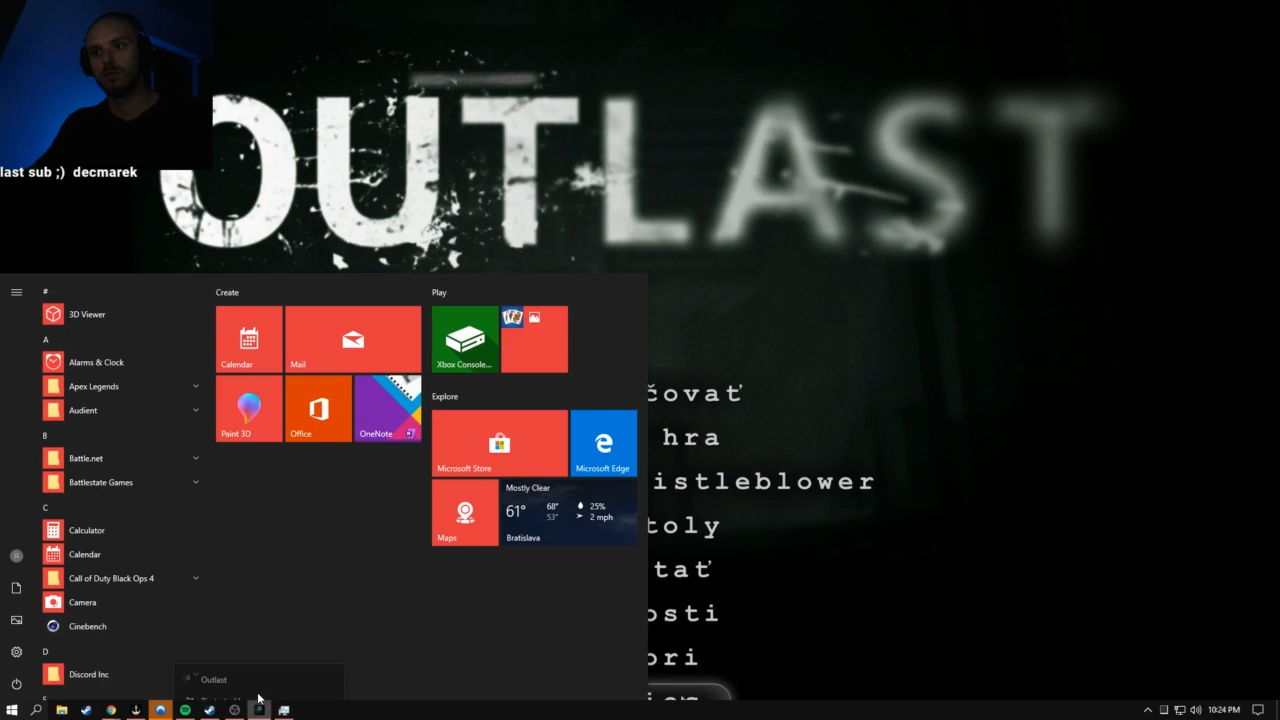 OUTLAST
last sub ;) decmarek
#
3D Viewer
A
Alarms & Clock
Apex Legends
Audient
B
Battle.net
Battlestate Games
C
Calculator
Calendar
Call of Duty Black Ops 4
Camera
Cinebench
D
Discord Inc
Create
Calendar
Mail
Paint 3D
Office
OneNote
Play
Xbox Console...
Explore
Microsoft Store
Microsoft Edge
Maps
Mostly Clear
61°
68°
53°
25%
2 mph
Bratislava
čovať
hra
istleblower
toly
tať
osti
ori
Outlast
10:24 PM